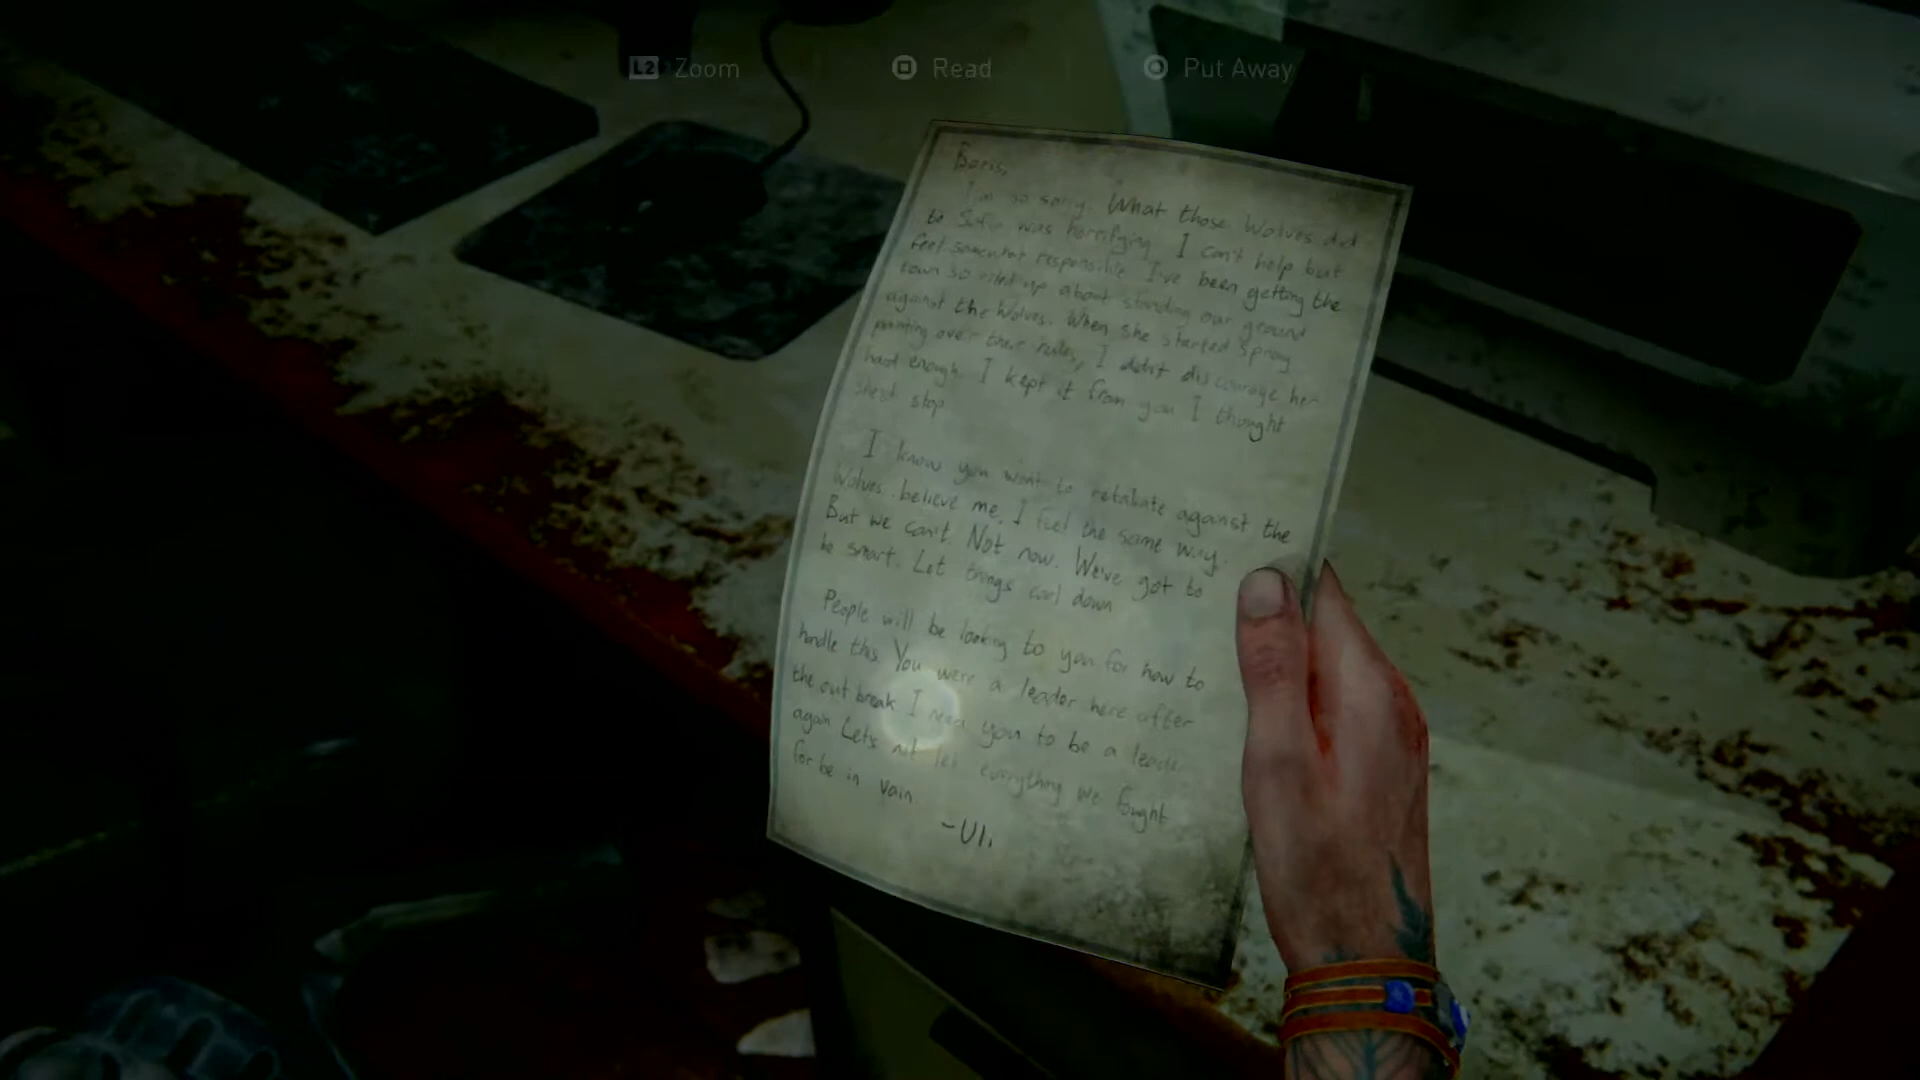 L2 Zoom
Read
Put Away
Boris,
I'm so sorry. What those Wolves did
to Sofia was horrifying. I can't help but
feel somewhat responsible. I've been getting the
town so riled up about standing our ground
against the Wolves. When she started spray
painting over their rules, I didn't discourage her
hard enough. I kept it from you I thought
she'd stop
I know you want to retaliate against the
Wolves.. believe me, I feel the same way.
But we can't Not now. We've got to
be smart. Let things cool down
People will be looking to you for how to
handle this. You were a leader here after
the outbreak I need you to be a leader
again Let's not let everything we fought
for be in vain
-Uli